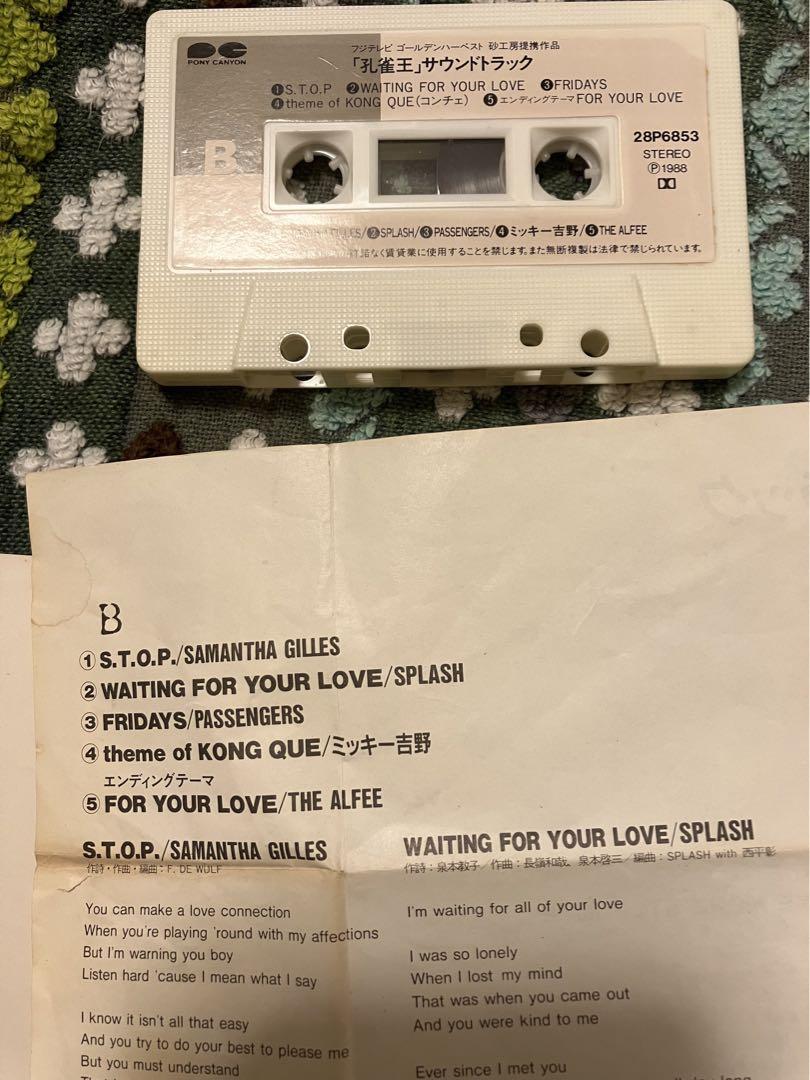 PONY CANYON
フジテレビ ゴールデンハーベスト 砂工房提携作品
「孔雀王」サウンドトラック
❶S.T.O.P ❷WAITING FOR YOUR LOVE ❸FRIDAYS
❹theme of KONG QUE(コンチェ) ❺エンディングテーマFOR YOUR LOVE
B
28P6853
STEREO
Ⓟ1988
GILLES/❷SPLASH/❸PASSENGERS/❹ミッキー吉野/❺THE ALFEE
諾なく賃貸業に使用することを禁じます。また無断複製は法律で禁じられています。
B
①S.T.O.P./SAMANTHA GILLES
②WAITING FOR YOUR LOVE/SPLASH
③FRIDAYS/PASSENGERS
④theme of KONG QUE/ミッキー吉野
エンディングテーマ
⑤FOR YOUR LOVE/THE ALFEE
S.T.O.P./SAMANTHA GILLES
作詩・作曲・編曲:F. DE WULF
You can make a love connection
When you're playing 'round with my affections
But I'm warning you boy
Listen hard 'cause I mean what I say
I know it isn't all that easy
And you try to do your best to please me
But you must understand
WAITING FOR YOUR LOVE/SPLASH
作詩:泉本教子/作曲:長嶺和哉、泉本啓三/編曲:SPLASH with 西平彰
I'm waiting for all of your love
I was so lonely
When I lost my mind
That was when you came out
And you were kind to me
Ever since I met you